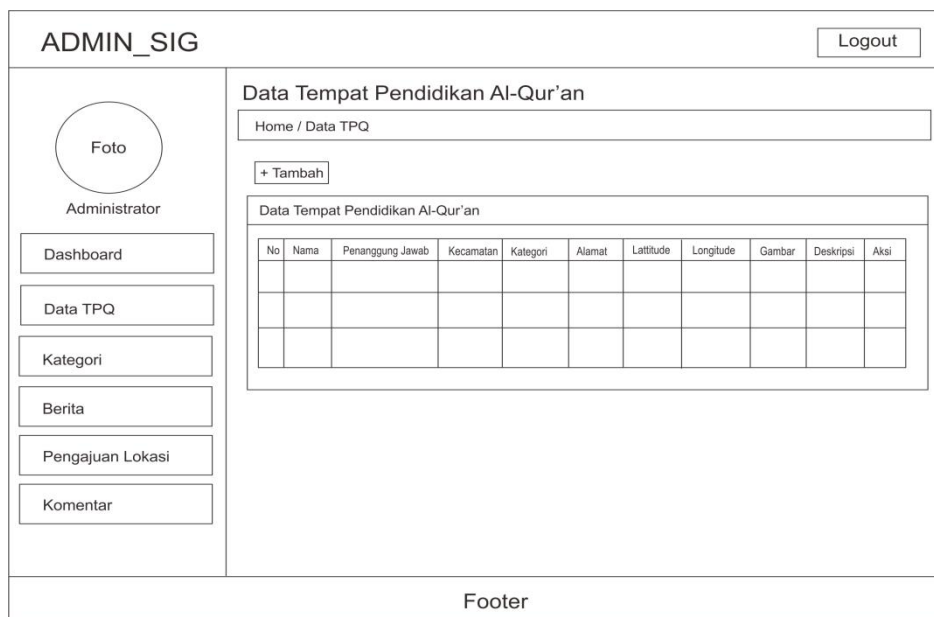 ADMIN_SIG
Logout
Foto
Administrator
Dashboard
Data TPQ
Kategori
Berita
Pengajuan Lokasi
Komentar
Data Tempat Pendidikan Al-Qur’an
Home / Data TPQ
+ Tambah
Data Tempat Pendidikan Al-Qur’an
No Nama Penanggung Jawab Kecamatan Kategori Alamat Lattitude Longitude Gambar Deskripsi Aksi
Footer